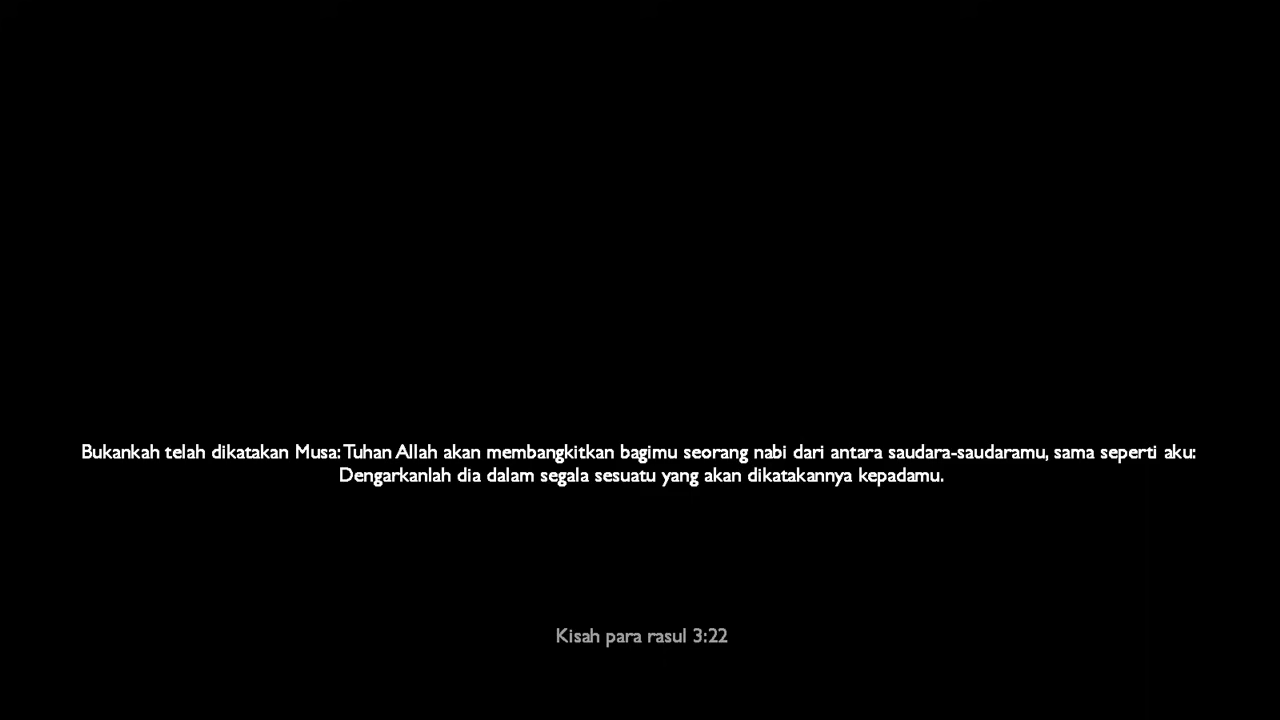 Bukankah telah dikatakan Musa: Tuhan Allah akan membangkitkan bagimu seorang nabi dari antara saudara-saudaramu, sama seperti aku:
Dengarkanlah dia dalam segala sesuatu yang akan dikatakannya kepadamu.
Kisah para rasul 3:22